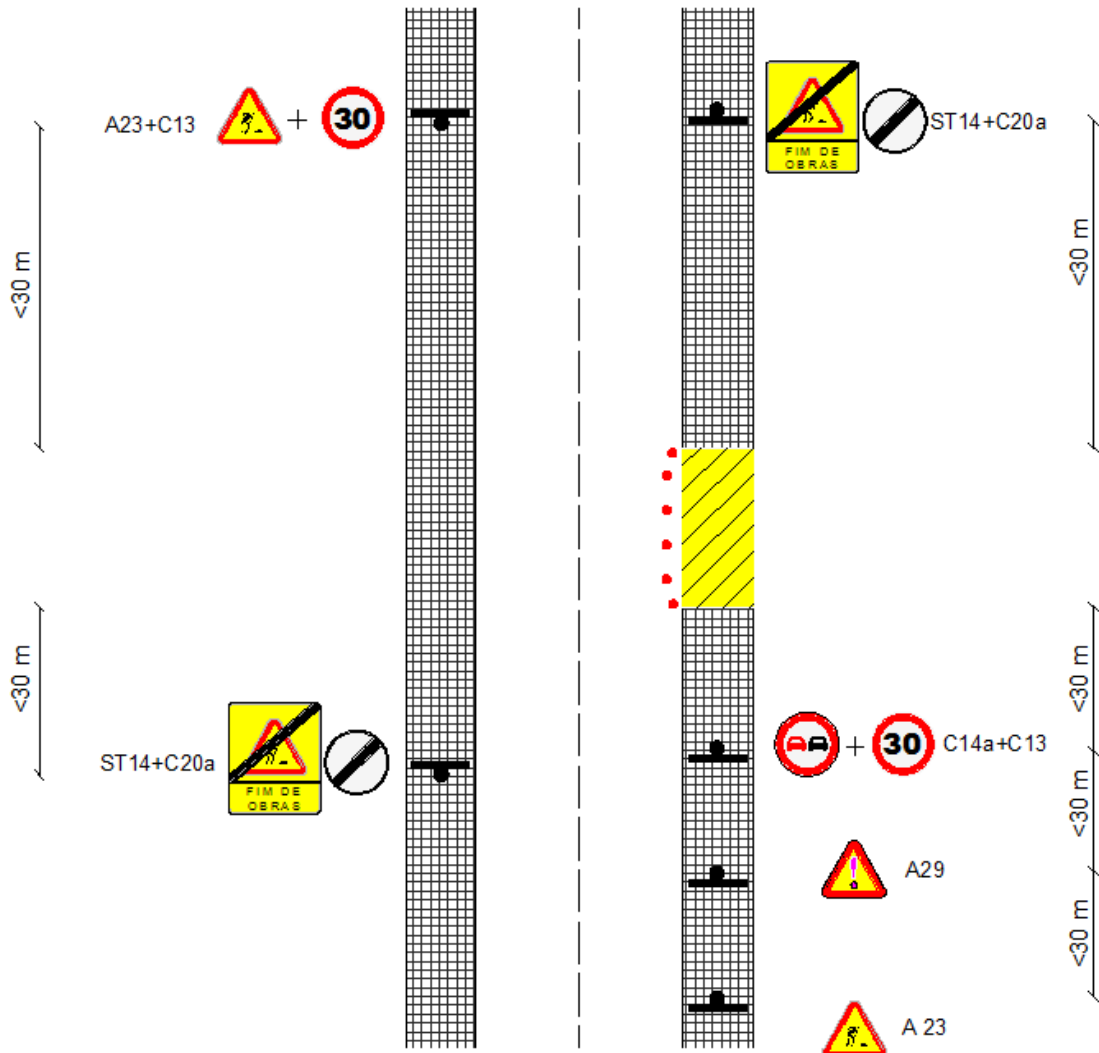 A23+C13
+
30
FIM DE
OBRAS
ST14+C20a
<30 m
<30 m
<30 m
<30 m
ST14+C20a
FIM DE
OBRAS
+
30
C14a+C13
<30 m
A29
<30 m
A 23